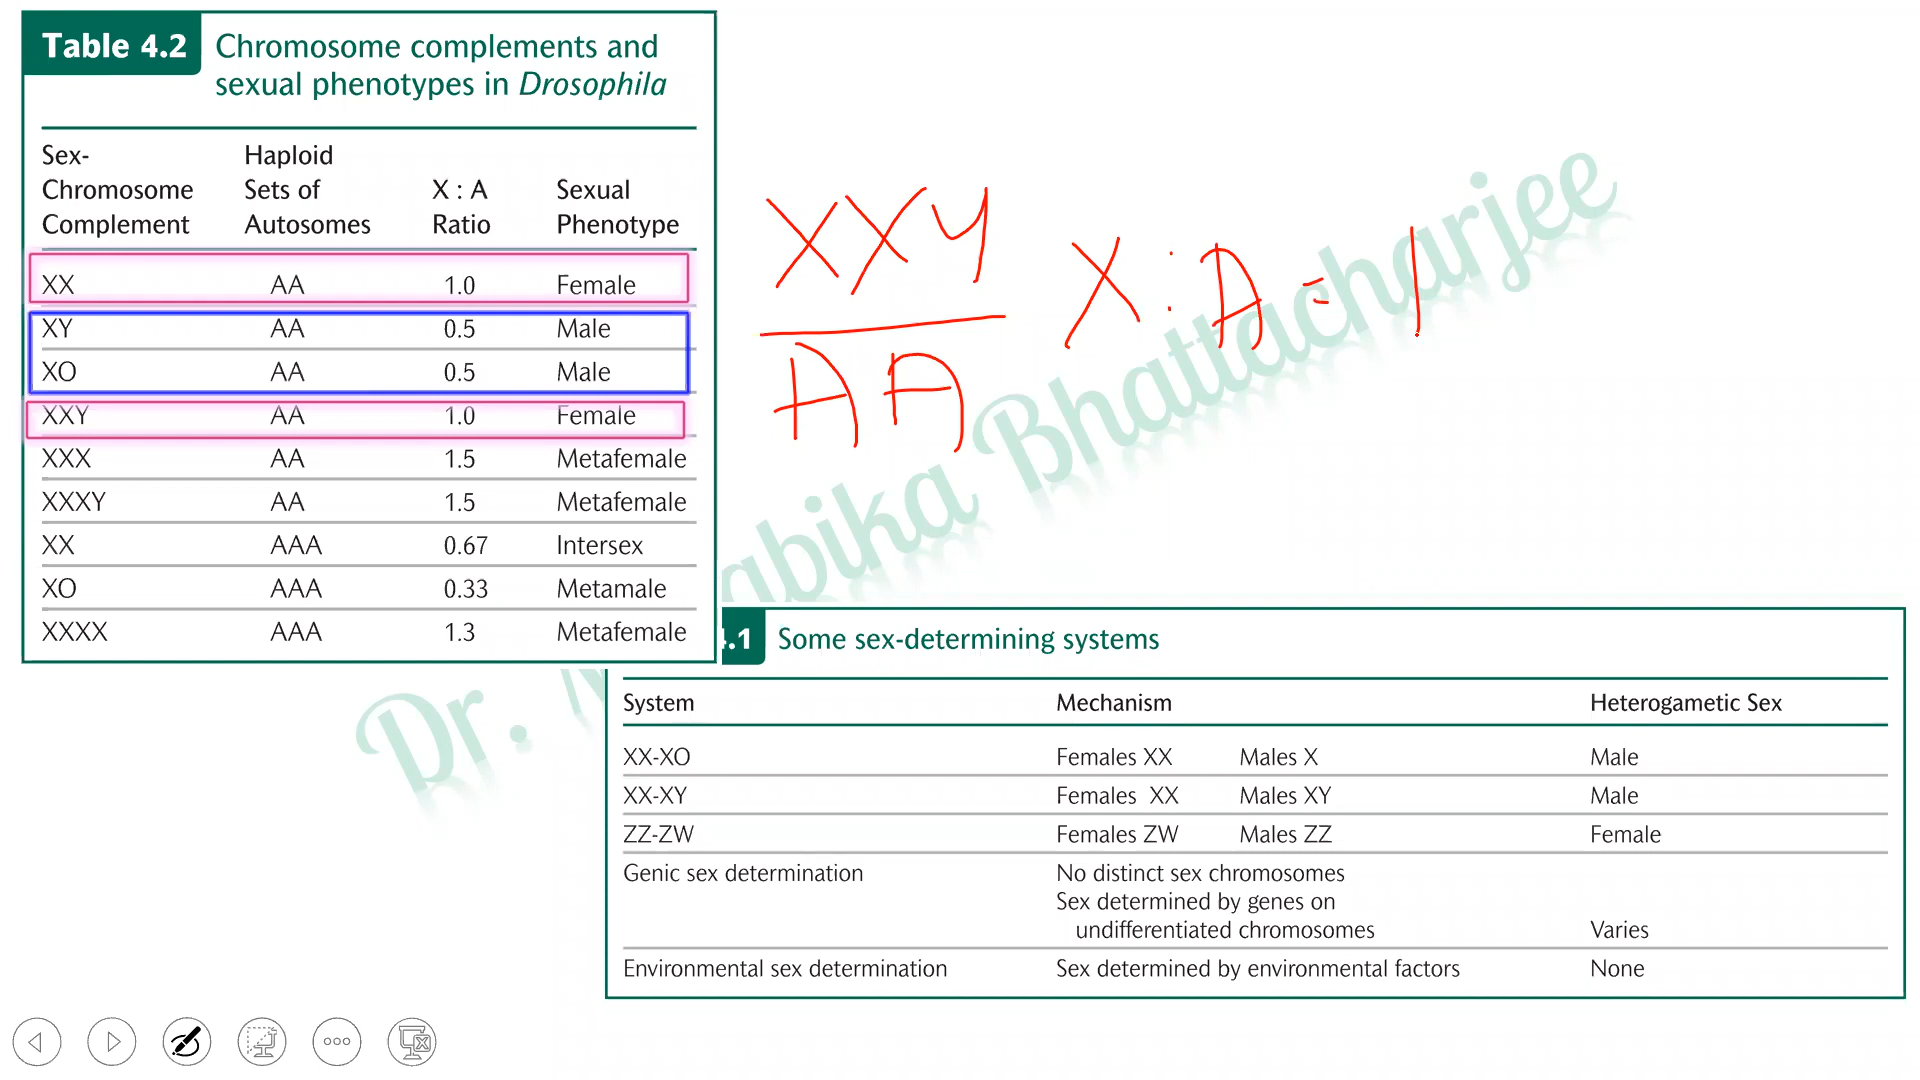 Table 4.2 Chromosome complements and
sexual phenotypes in Drosophila
Sex-
Chromosome
Complement
Haploid
Sets of
Autosomes
X : A
Ratio
Sexual
Phenotype
XX AA 1.0 Female
XY AA 0.5 Male
XO AA 0.5 Male
XXY AA 1.0 Female
XXX AA 1.5 Metafemale
XXXY AA 1.5 Metafemale
XX AAA 0.67 Intersex
XO AAA 0.33 Metamale
XXXX AAA 1.3 Metafemale
XXY
AA
X : A = 1
Dr.
Bhattacharjee
.1 Some sex-determining systems
System Mechanism Heterogametic Sex
XX-XO Females XX Males X Male
XX-XY Females XX Males XY Male
ZZ-ZW Females ZW Males ZZ Female
Genic sex determination No distinct sex chromosomes
Sex determined by genes on
undifferentiated chromosomes Varies
Environmental sex determination Sex determined by environmental factors None